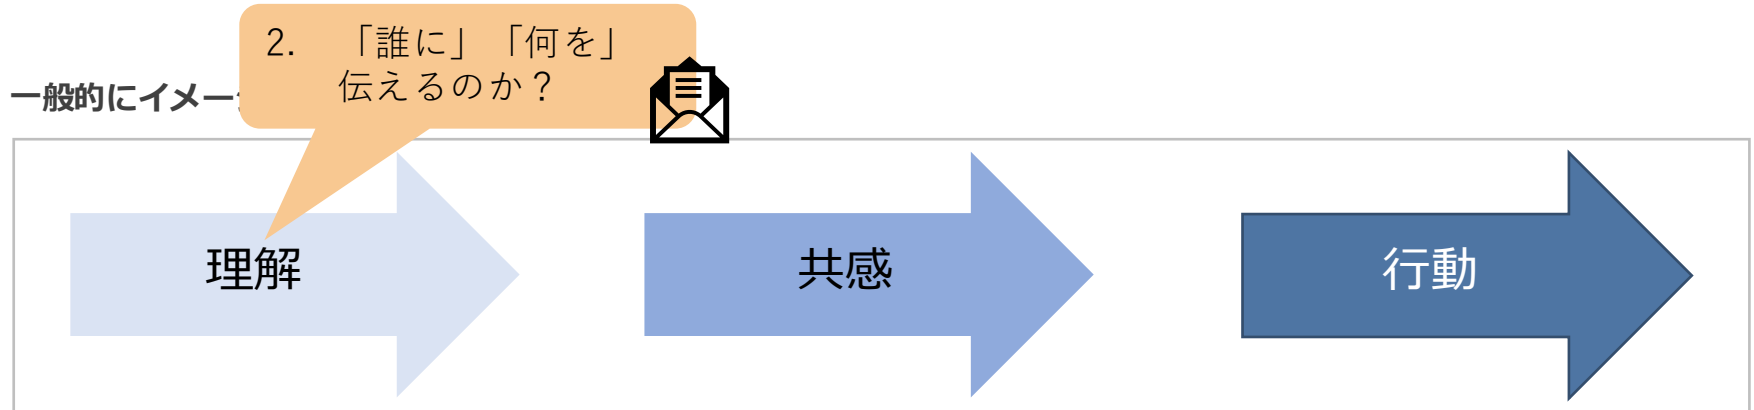 2. 「誰に」「何を」
伝えるのか？
一般的にイメー
理解
共感
行動